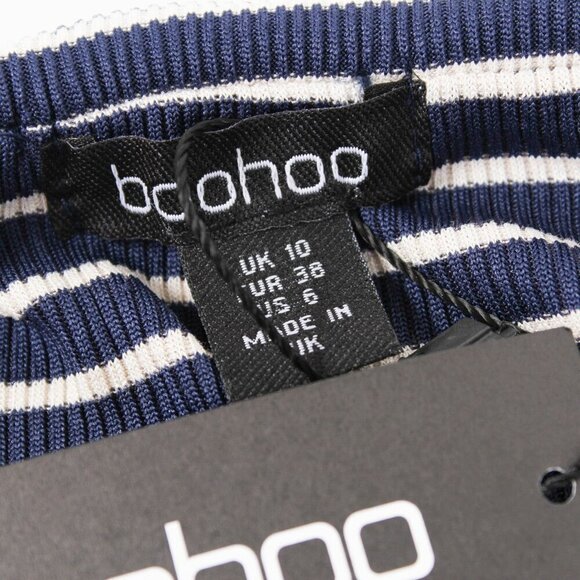 boohoo
UK 10
EUR 38
US 6
MADE IN
UK
boohoo